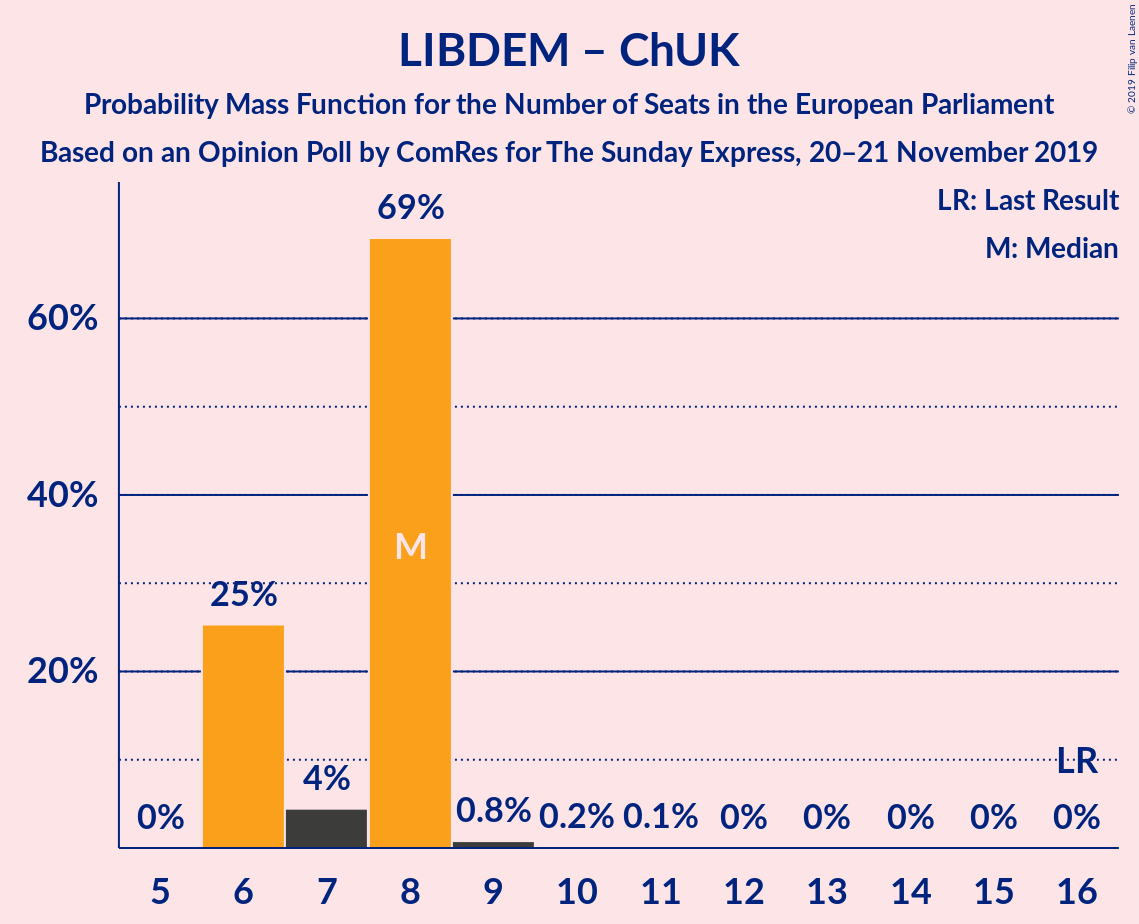 LIBDEM – ChUK
Probability Mass Function for the Number of Seats in the European Parliament
Based on an Opinion Poll by ComRes for The Sunday Express, 20–21 November 2019
© 2019 Filip van Laenen
LR: Last Result
M: Median
69%
60%
40%
M
25%
20%
LR
4%
0% 0.8% 0.2% 0.1% 0% 0% 0% 0% 0%
5 6 7 8 9 10 11 12 13 14 15 16